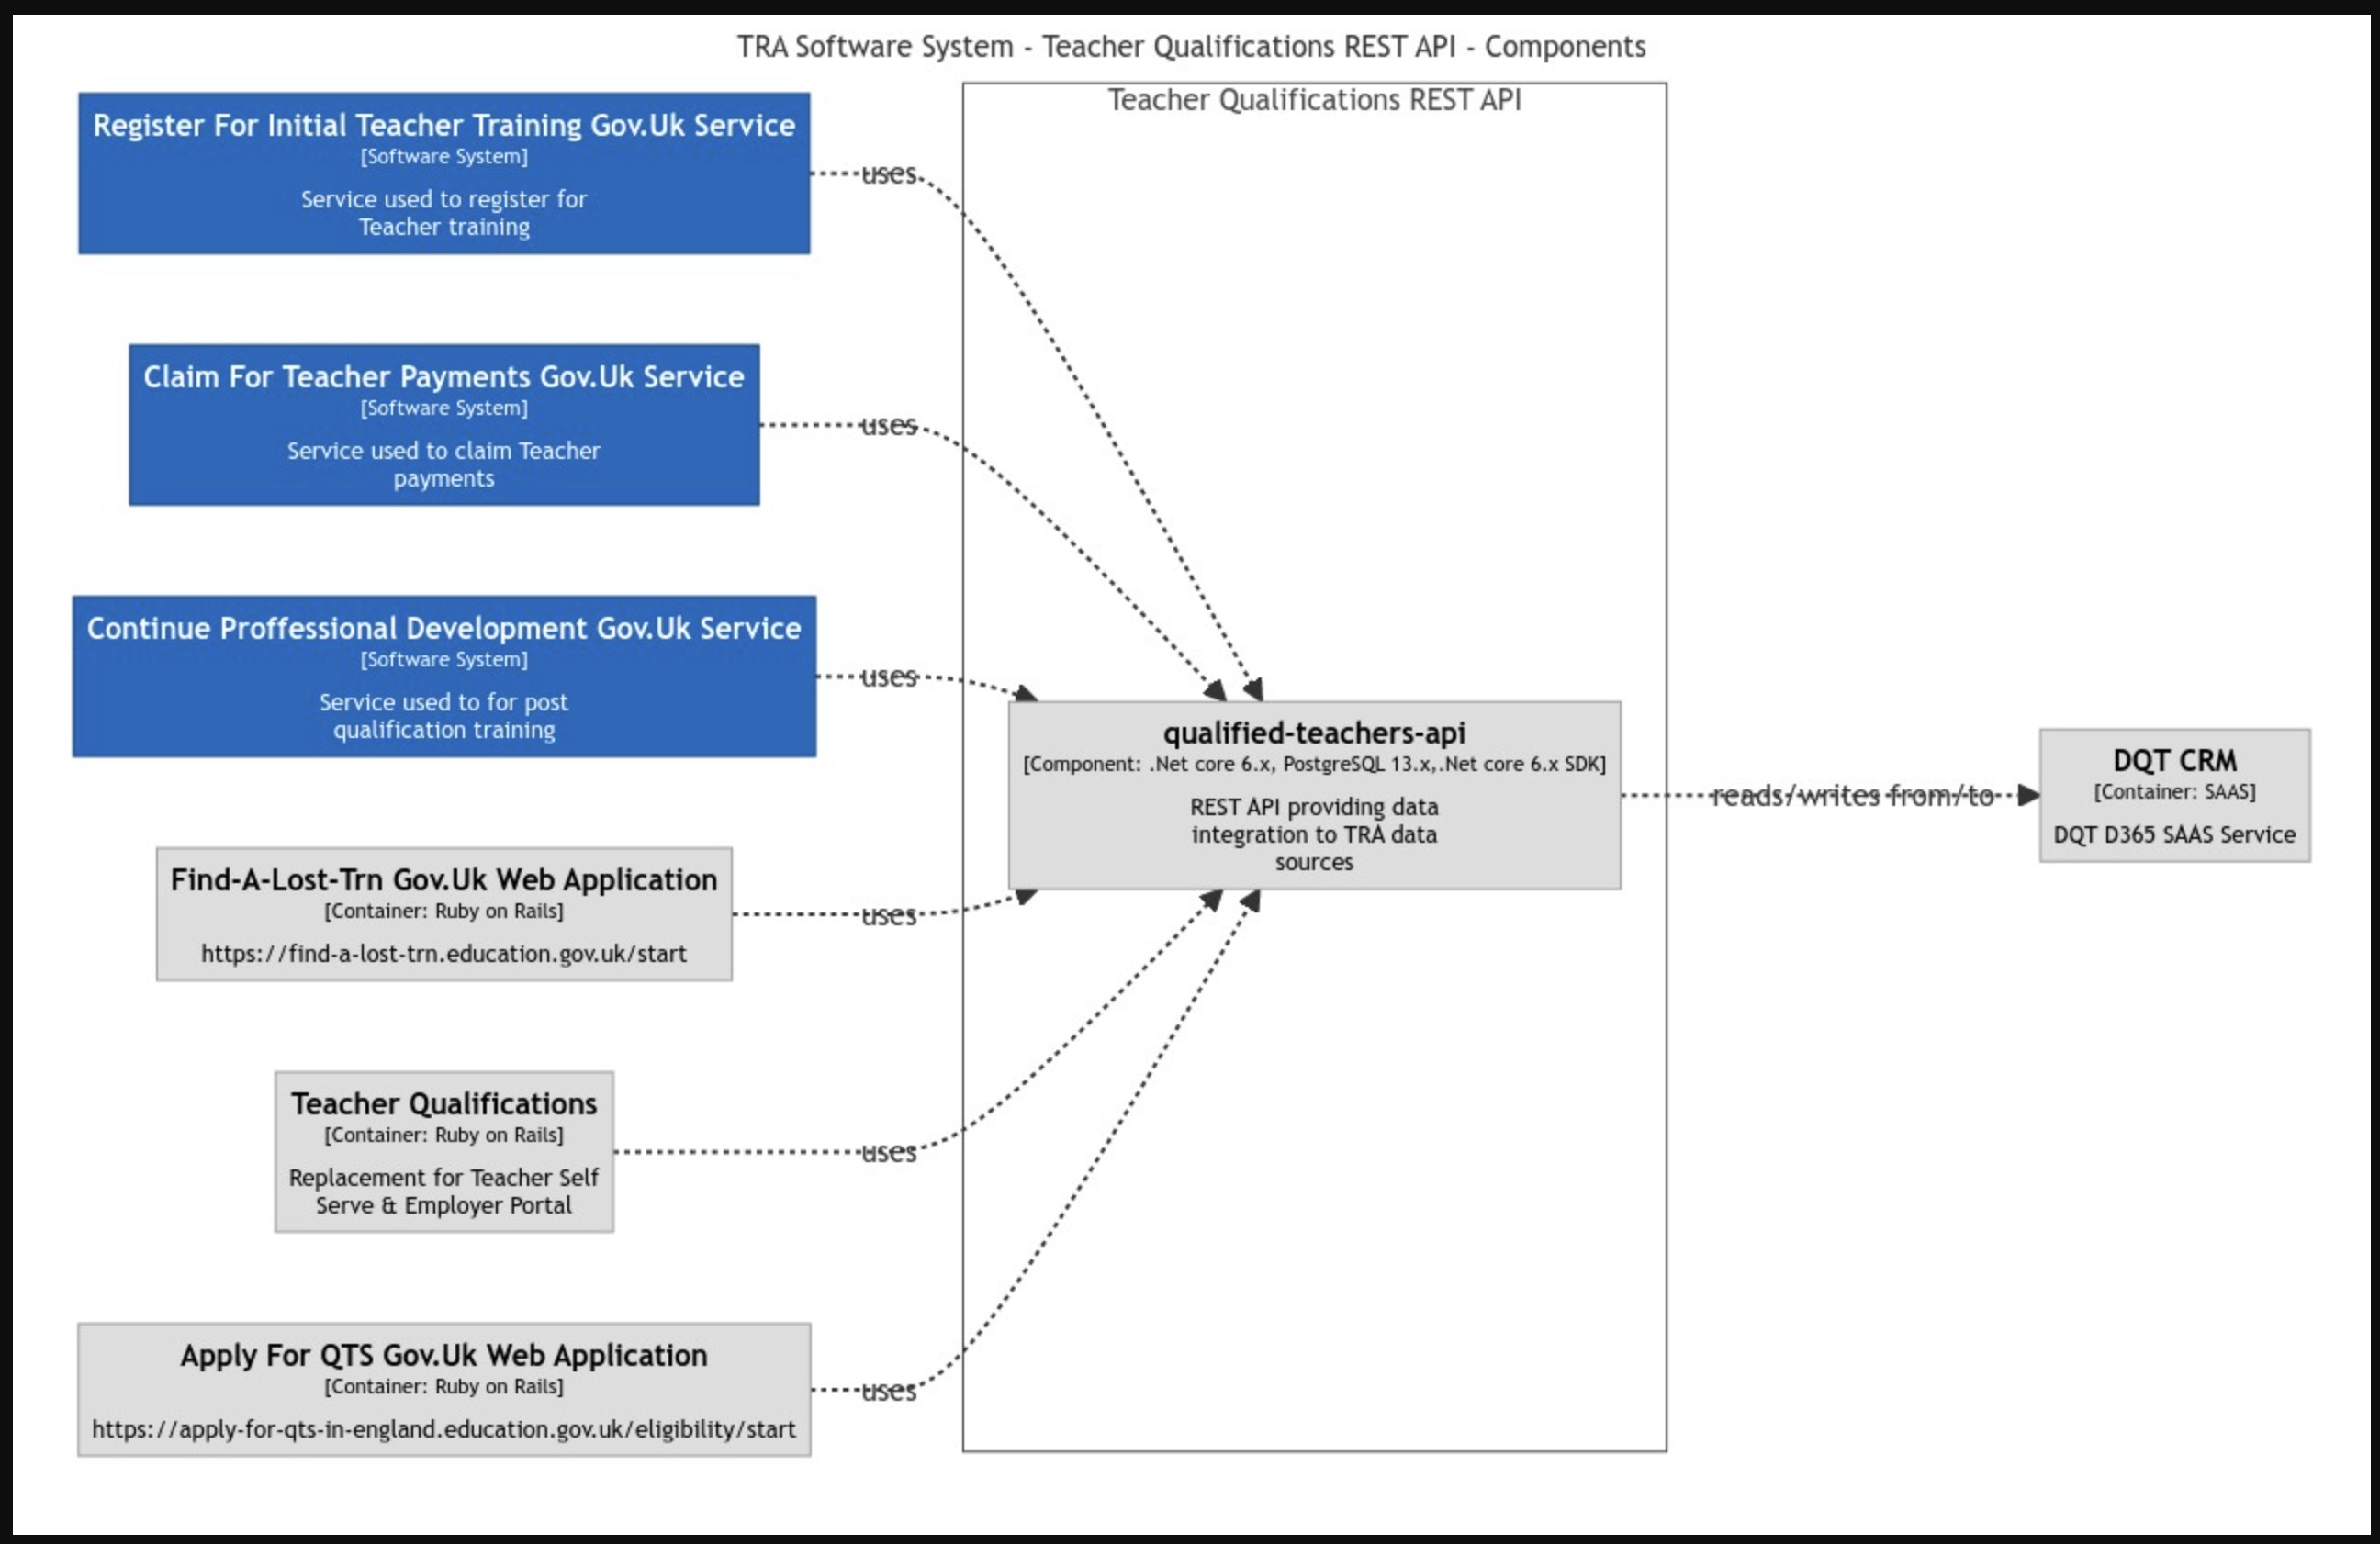 TRA Software System - Teacher Qualifications REST API - Components
Teacher Qualifications REST API
Register For Initial Teacher Training Gov.Uk Service
[Software System]
Service used to register for
Teacher training
uses
Claim For Teacher Payments Gov.Uk Service
[Software System]
Service used to claim Teacher
payments
uses
Continue Proffessional Development Gov.Uk Service
[Software System]
Service used to for post
qualification training
uses
Find-A-Lost-Trn Gov.Uk Web Application
[Container: Ruby on Rails]
https://find-a-lost-trn.education.gov.uk/start
uses
Teacher Qualifications
[Container: Ruby on Rails]
Replacement for Teacher Self
Serve & Employer Portal
uses
Apply For QTS Gov.Uk Web Application
[Container: Ruby on Rails]
https://apply-for-qts-in-england.education.gov.uk/eligibility/start
uses
qualified-teachers-api
[Component: .Net core 6.x, PostgreSQL 13.x,.Net core 6.x SDK]
REST API providing data
integration to TRA data
sources
reads/writes from/to
DQT CRM
[Container: SAAS]
DQT D365 SAAS Service